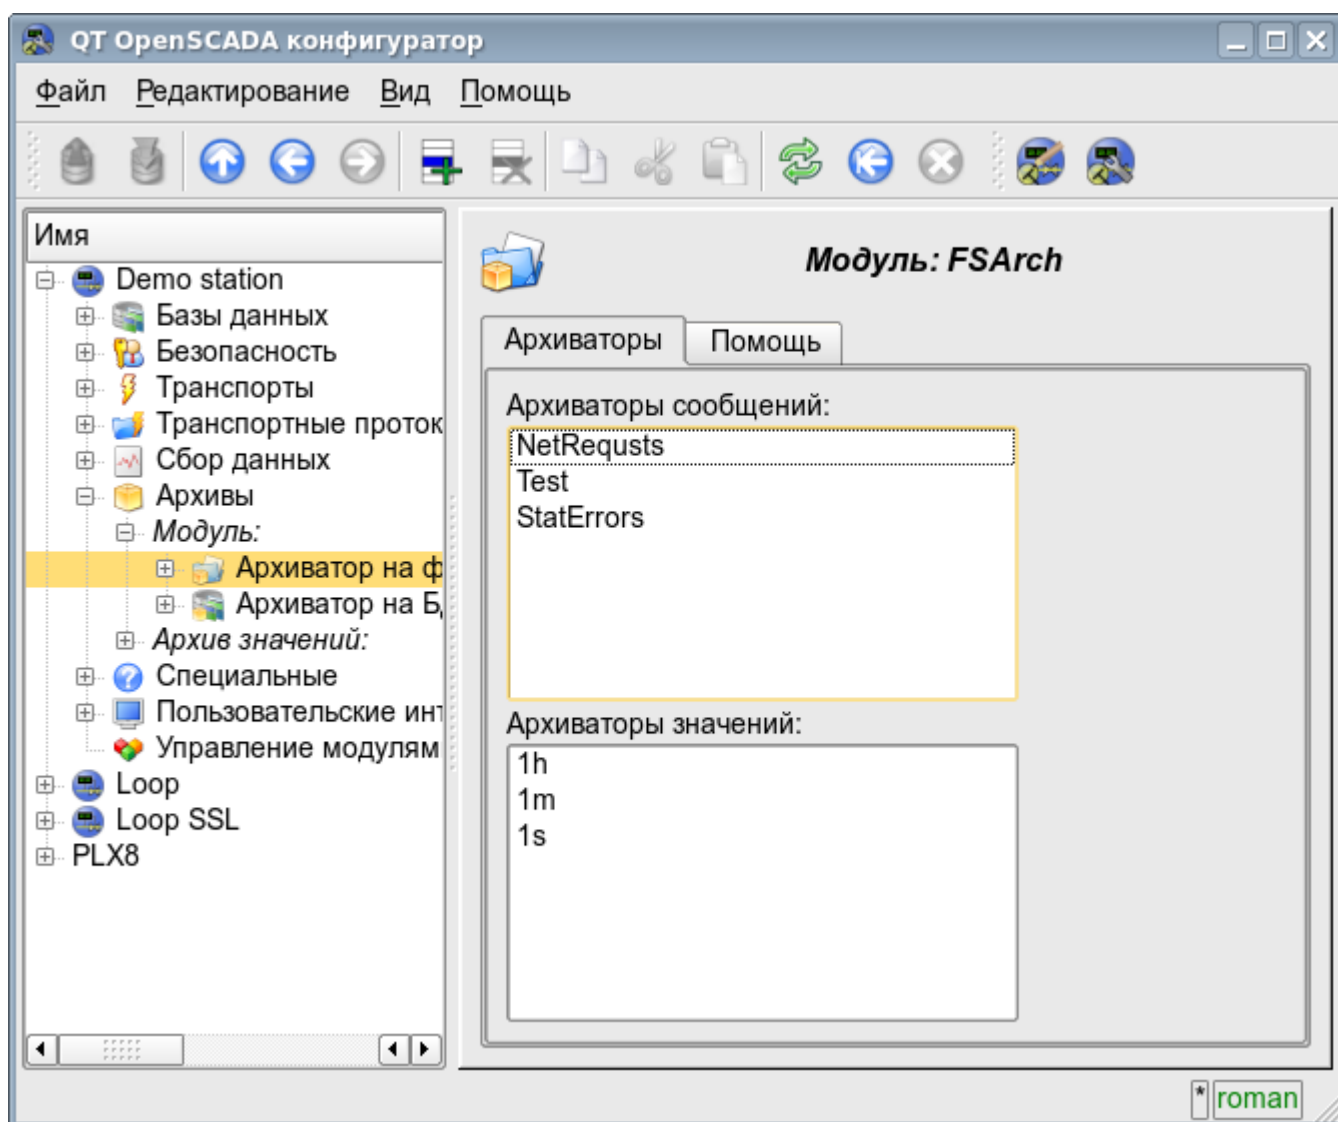 QT OpenSCADA конфигуратор
Файл Редактирование Вид Помощь
Имя
Demo station
Базы данных
Безопасность
Транспорты
Транспортные проток
Сбор данных
Архивы
Модуль:
Архиватор на ф
Архиватор на Б
Архив значений:
Специальные
Пользовательские инт
Управление модулям
Loop
Loop SSL
PLX8
Модуль: FSArch
Архиваторы Помощь
Архиваторы сообщений:
NetRequsts
Test
StatErrors
Архиваторы значений:
1h
1m
1s
* roman